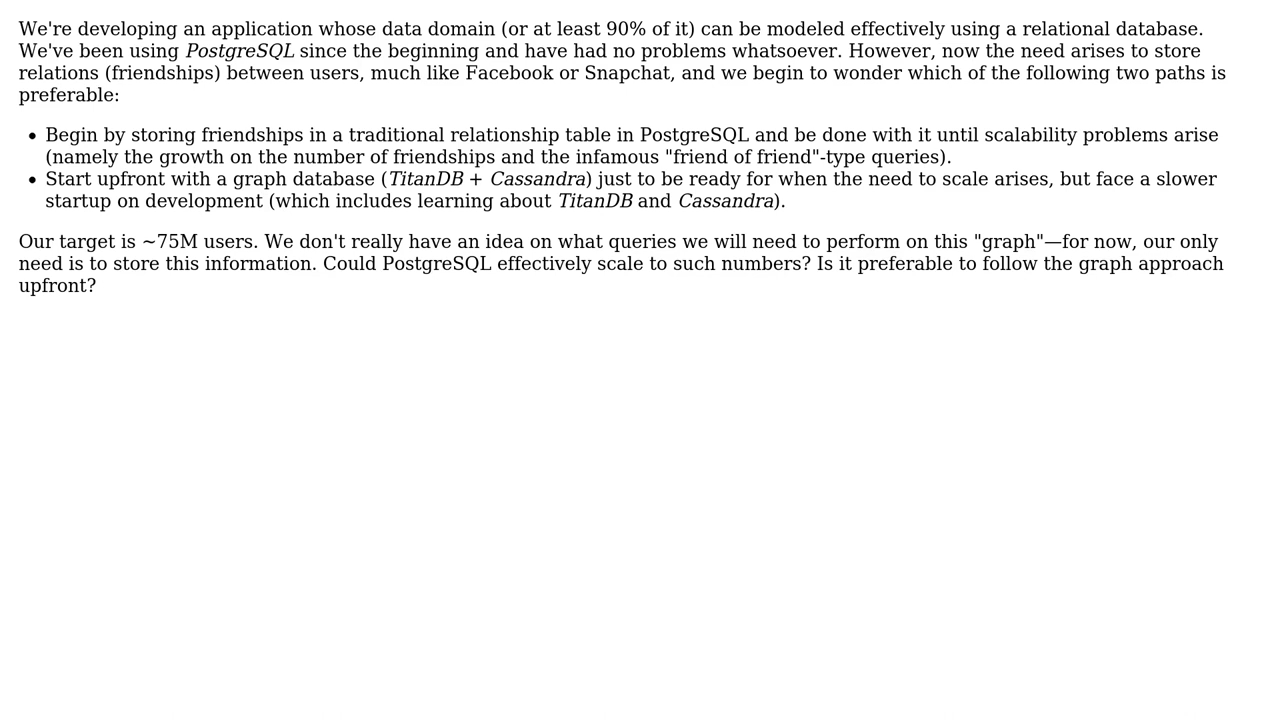 We're developing an application whose data domain (or at least 90% of it) can be modeled effectively using a relational database.
We've been using PostgreSQL since the beginning and have had no problems whatsoever. However, now the need arises to store
relations (friendships) between users, much like Facebook or Snapchat, and we begin to wonder which of the following two paths is
preferable:
• Begin by storing friendships in a traditional relationship table in PostgreSQL and be done with it until scalability problems arise
(namely the growth on the number of friendships and the infamous "friend of friend"-type queries).
• Start upfront with a graph database (TitanDB + Cassandra) just to be ready for when the need to scale arises, but face a slower
startup on development (which includes learning about TitanDB and Cassandra).
Our target is ~75M users. We don't really have an idea on what queries we will need to perform on this "graph"—for now, our only
need is to store this information. Could PostgreSQL effectively scale to such numbers? Is it preferable to follow the graph approach
upfront?